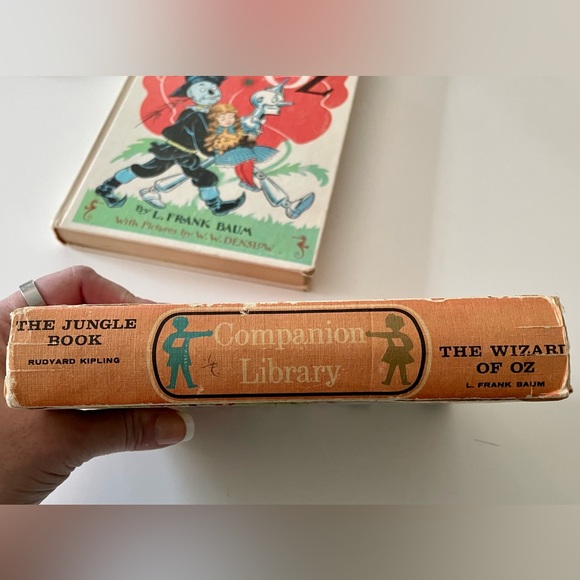 OZ
By L. FRANK BAUM
With Pictures by W. W. DENSLOW
THE JUNGLE
BOOK
RUDYARD KIPLING
Companion
Library
THE WIZARD
OF OZ
L. FRANK BAUM